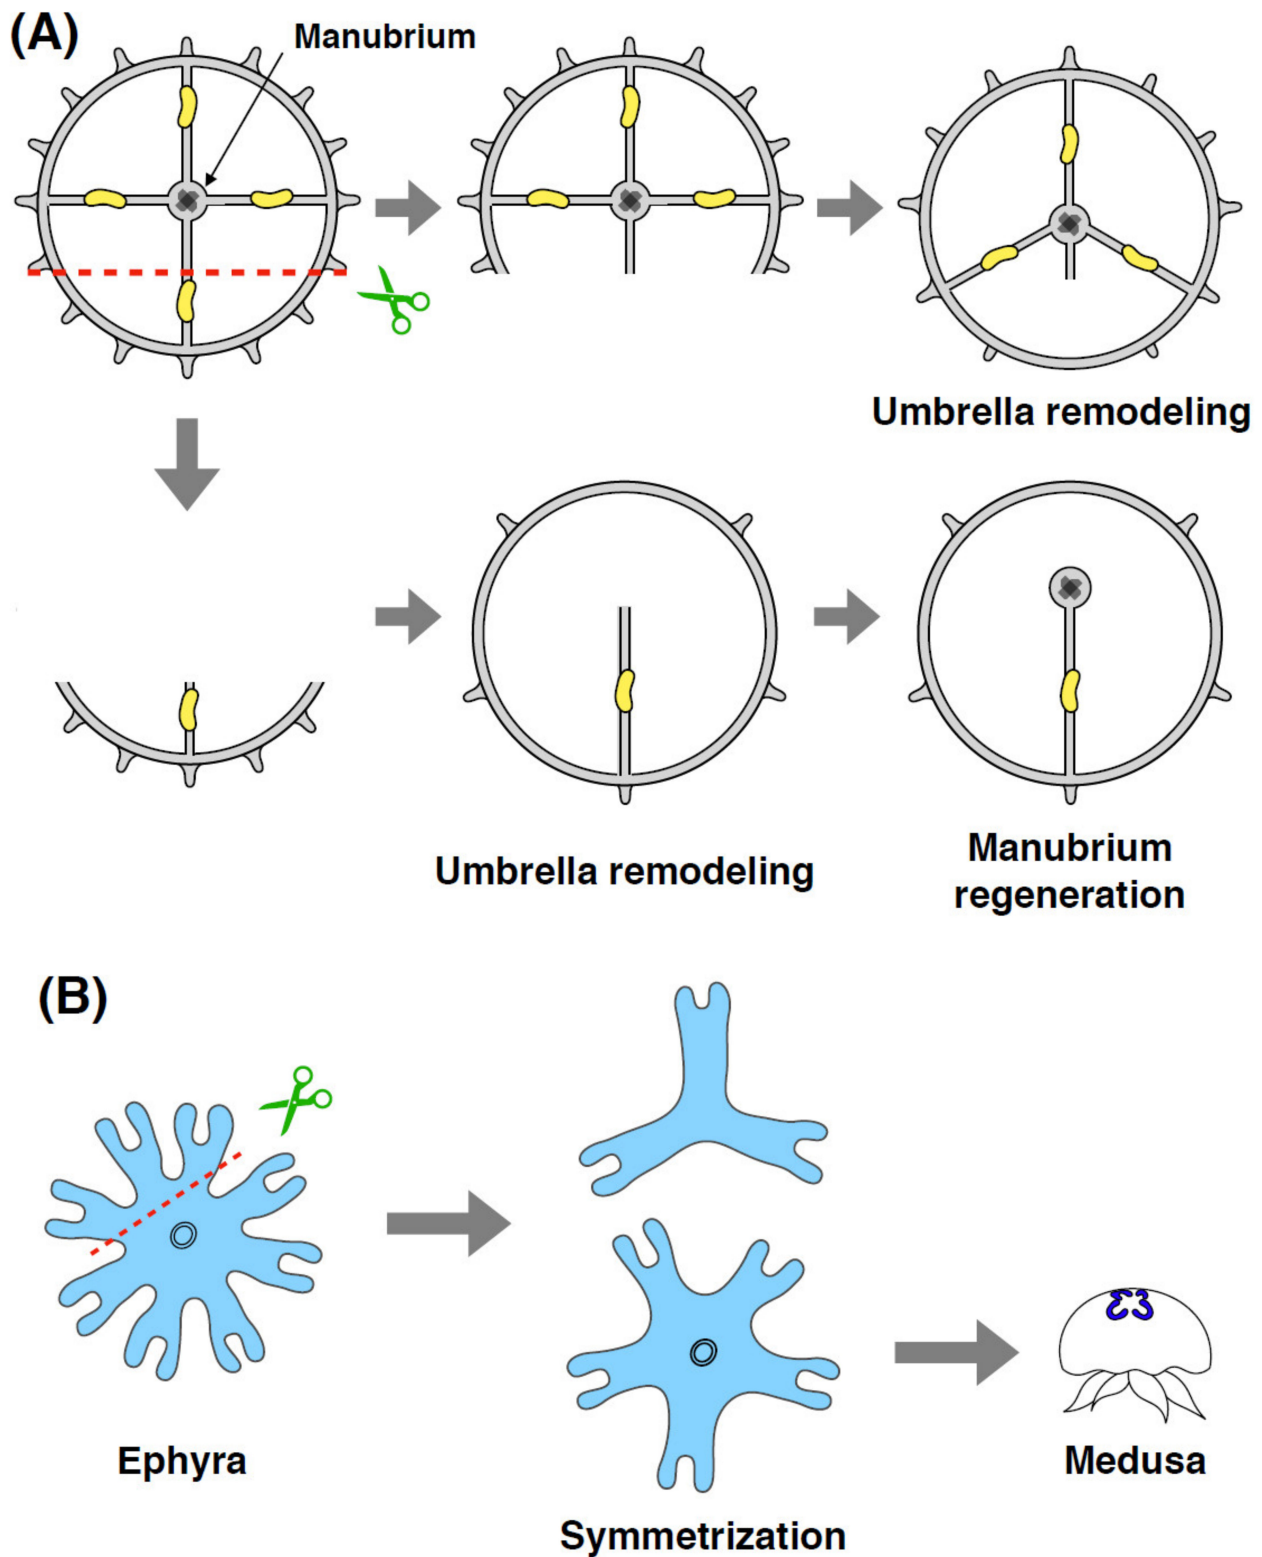 (A)
Manubrium
Umbrella remodeling
Umbrella remodeling
Manubrium
regeneration
(B)
Ephyra
Symmetrization
Medusa